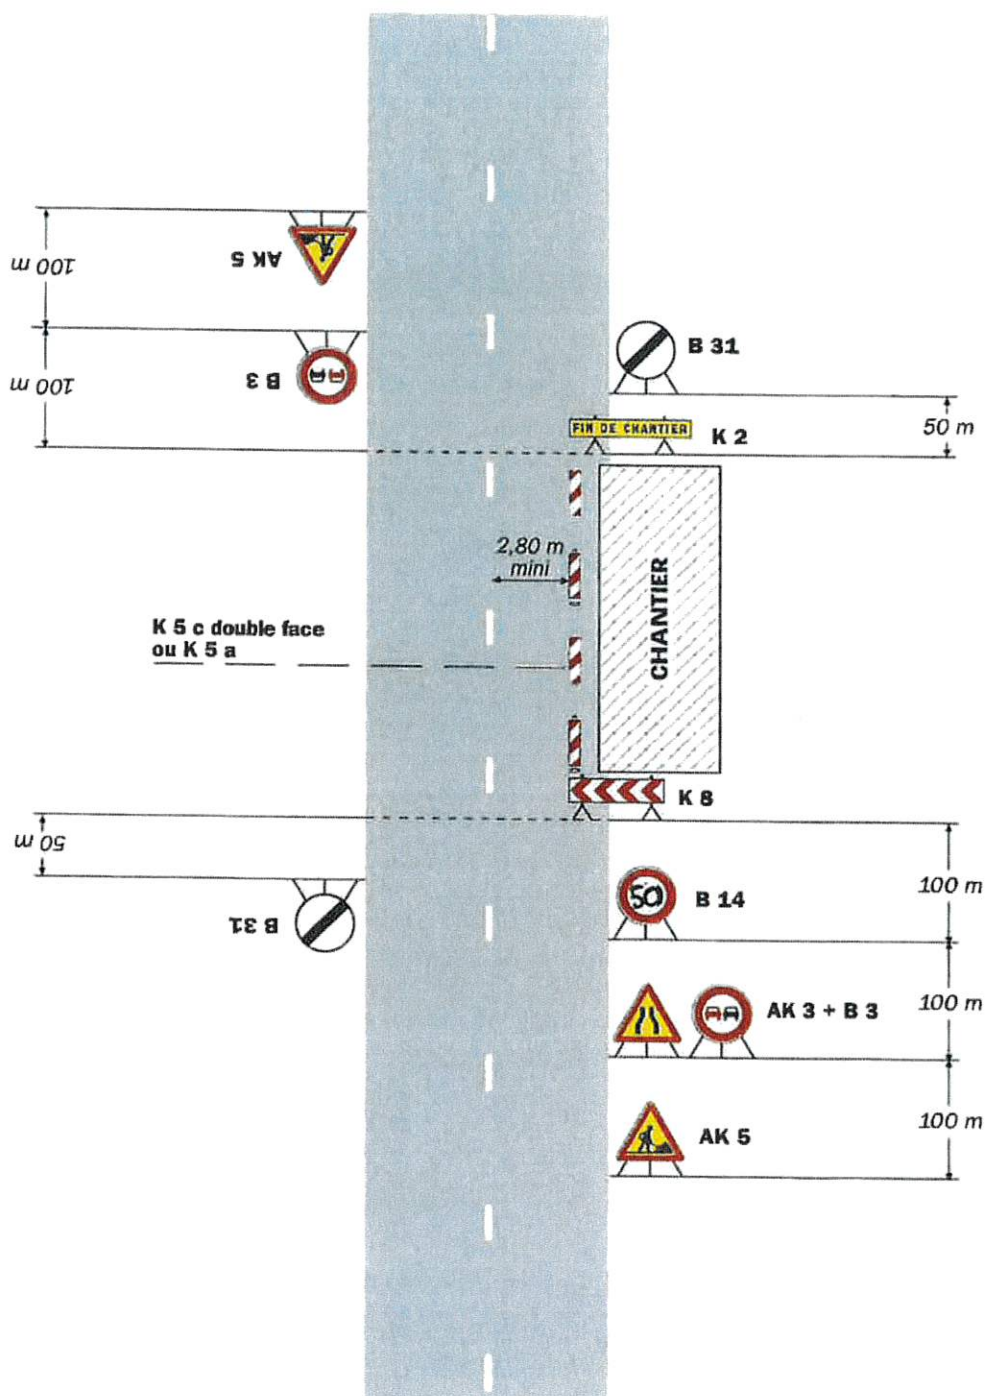 AK 5
100 m
B 3
100 m
B 31
50 m
FIN DE CHANTIER
K 2
2,80 m
mini
CHANTIER
K 5 c double face
ou K 5 a
K 8
50 m
B 31
50
B 14
100 m
AK 3 + B 3
100 m
AK 5
100 m